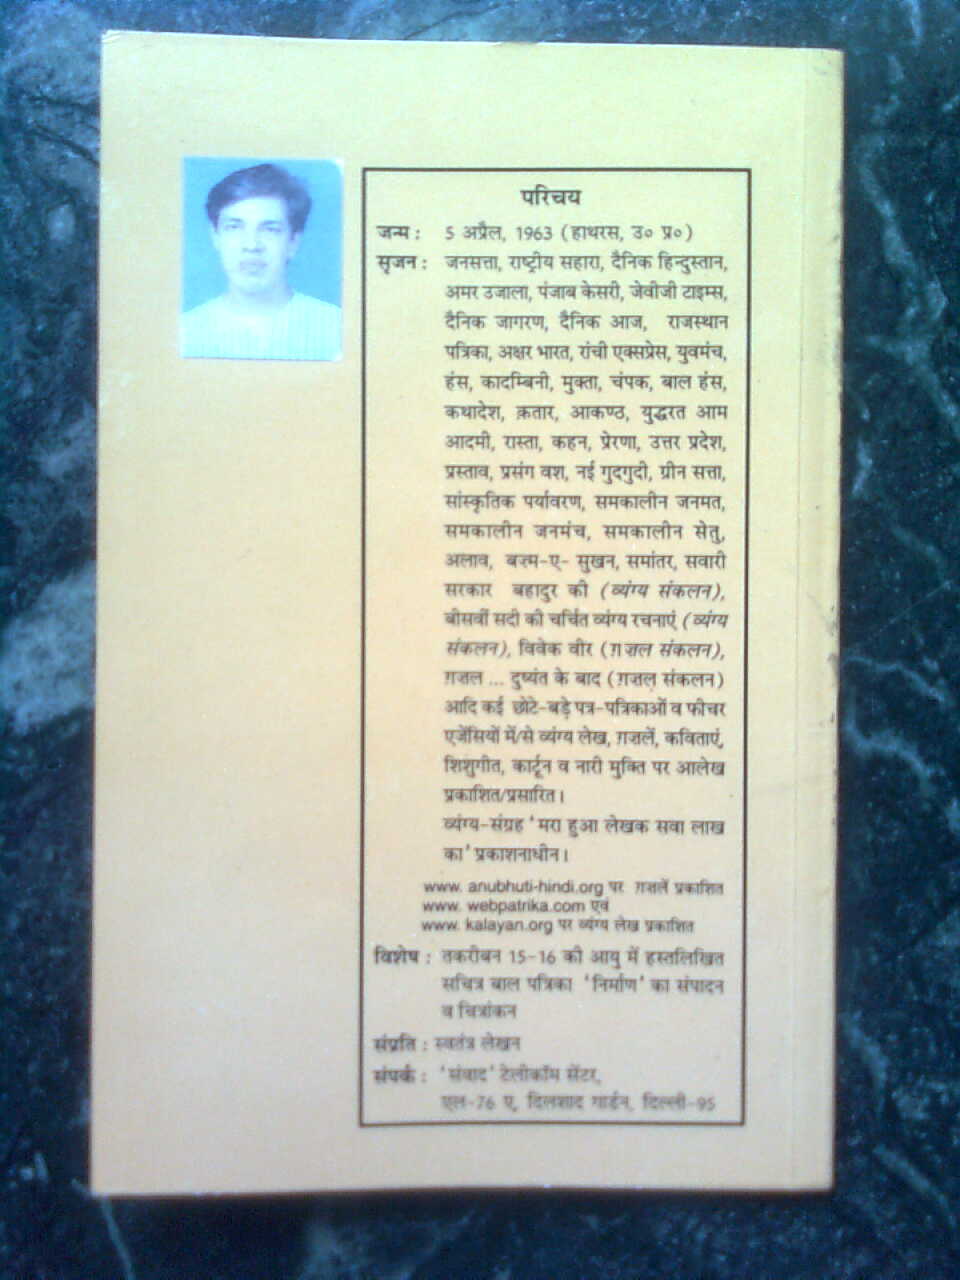 परिचय
जन्म : 5 अप्रैल, 1963 (हाथरस, उ० प्र०)
सृजन : जनसत्ता, राष्ट्रीय सहारा, दैनिक हिन्दुस्तान,
अमर उजाला, पंजाब केसरी, जेवीजी टाइम्स,
दैनिक जागरण, दैनिक आज, राजस्थान
पत्रिका, अक्षर भारत, रांची एक्सप्रेस, युवमंच,
हंस, कादम्बिनी, मुक्ता, चंपक, बाल हंस,
कथादेश, क़तार, आकण्ठ, युद्धरत आम
आदमी, रास्ता, कहन, प्रेरणा, उत्तर प्रदेश,
प्रस्ताव, प्रसंग वश, नई गुदगुदी, ग्रीन सत्ता,
सांस्कृतिक पर्यावरण, समकालीन जनमत,
समकालीन जनमंच, समकालीन सेतु,
अलाव, बज़्म-ए- सुखन, समांतर, सवारी
सरकार बहादुर की (व्यंग्य संकलन),
बीसवीं सदी की चर्चित व्यंग्य रचनाएं (व्यंग्य
संकलन), विवेक वीर (ग़ज़ल संकलन),
ग़ज़ल ... दुष्यंत के बाद (ग़ज़ल संकलन)
आदि कई छोटे-बड़े पत्र-पत्रिकाओं व फीचर
एजेंसियों में/से व्यंग्य लेख, ग़ज़लें, कविताएं,
शिशुगीत, कार्टून व नारी मुक्ति पर आलेख
प्रकाशित/प्रसारित।
व्यंग्य-संग्रह 'मरा हुआ लेखक सवा लाख
का' प्रकाशनाधीन।
www. anubhuti-hindi.org पर ग़ज़लें प्रकाशित
www. webpatrika.com एवं
www. kalayan.org पर व्यंग्य लेख प्रकाशित
विशेष : तकरीबन 15-16 की आयु में हस्तलिखित
सचित्र बाल पत्रिका 'निर्माण' का संपादन
व चित्रांकन
संप्रति : स्वतंत्र लेखन
संपर्क : 'संवाद' टेलीकॉम सेंटर,
एल-76 ए, दिलशाद गार्डन, दिल्ली-95